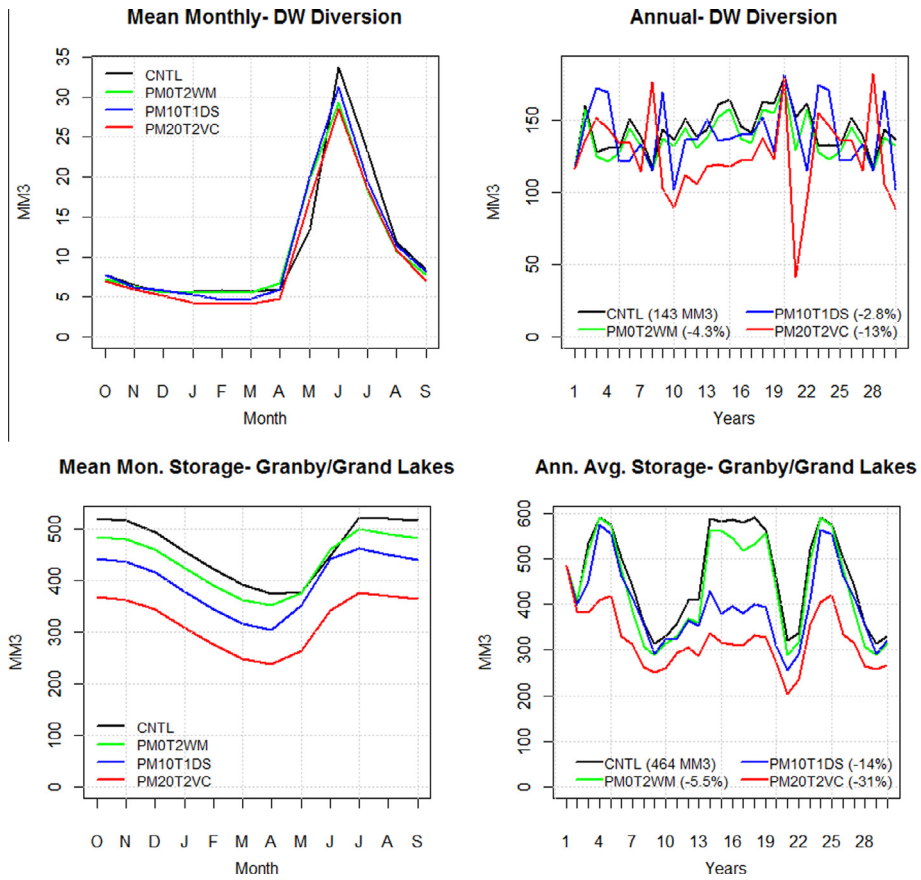 Mean Monthly- DW Diversion
MM3
35
30
25
20
15
10
5
0
CNTL
PM0T2WM
PM10T1DS
PM20T2VC
O N D J F M A M J J A S
Month
Annual- DW Diversion
MM3
150
100
50
0
CNTL (143 MM3) PM10T1DS (-2.8%)
PM0T2WM (-4.3%) PM20T2VC (-13%)
1 4 7 10 13 16 19 22 25 28
Years
Mean Mon. Storage- Granby/Grand Lakes
MM3
500
400
300
200
100
0
CNTL
PM0T2WM
PM10T1DS
PM20T2VC
O N D J F M A M J J A S
Month
Ann. Avg. Storage- Granby/Grand Lakes
MM3
600
500
400
300
200
100
0
CNTL (464 MM3) PM10T1DS (-14%)
PM0T2WM (-5.5%) PM20T2VC (-31%)
1 4 7 10 13 16 19 22 25 28
Years